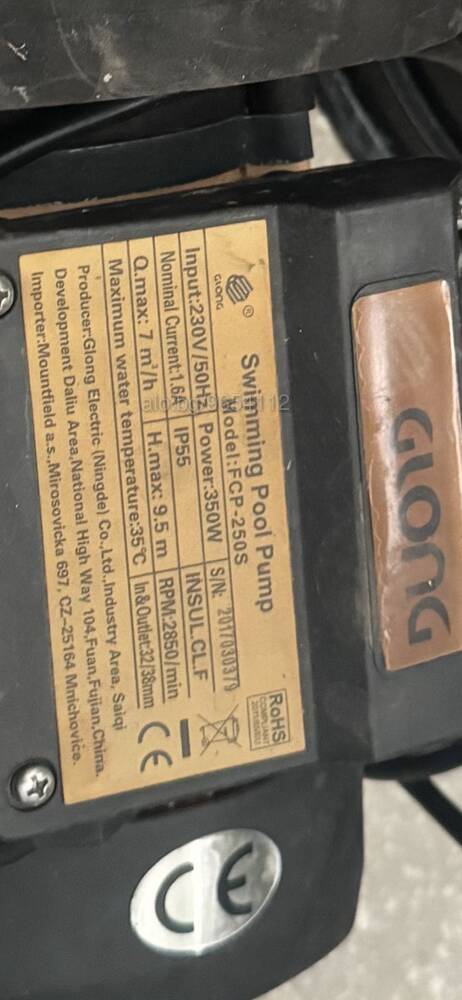 GLONG
GLONG
®
Swimming Pool Pump
Model:FCP-250S
Input:230V/50Hz Power:350W S/N: 2017030379
Nominal Current:1.6A IP55 INSUL.CL.F
Q.max: 7 m³/h H.max: 9.5 m RPM:2850/min
Maximum water temperature:35℃ In&Outlet:32/38mm
Producer:Glong Electric (Ningde) Co.,Ltd.,Industry Area, Saiqi
Development Daliu Area,National High Way 104,Fuan,Fujian,China.
Importer:Mountfield a.s.,Mirosovicka 697, CZ-25164 Mnichovice.
RoHS
COMPLIANT
CE
CE